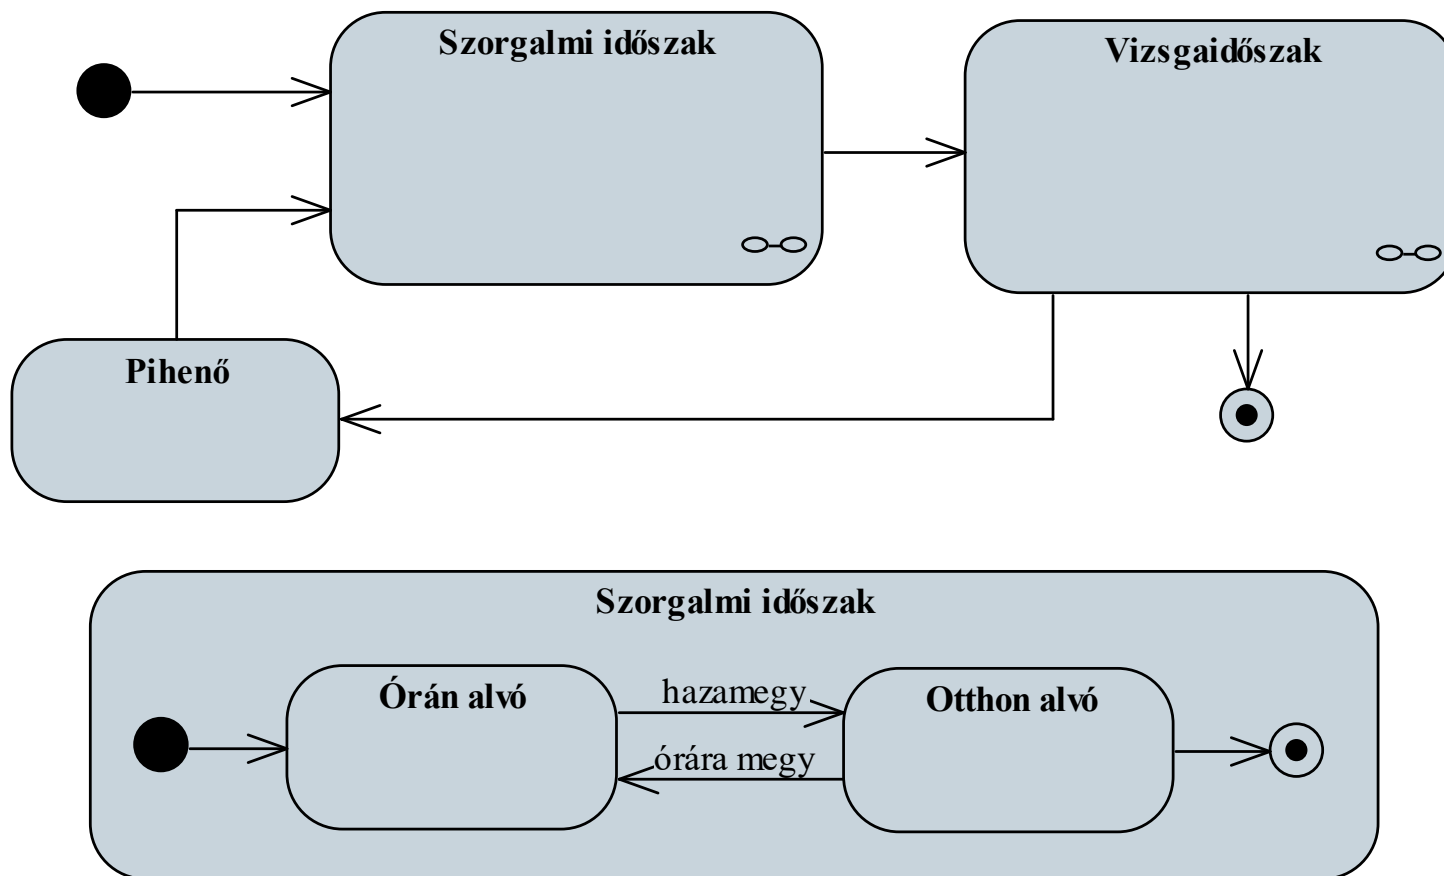 Szorgalmi időszak
Vizsgaidőszak
Pihenő
Szorgalmi időszak
Órán alvó
hazamegy
Otthon alvó
órára megy